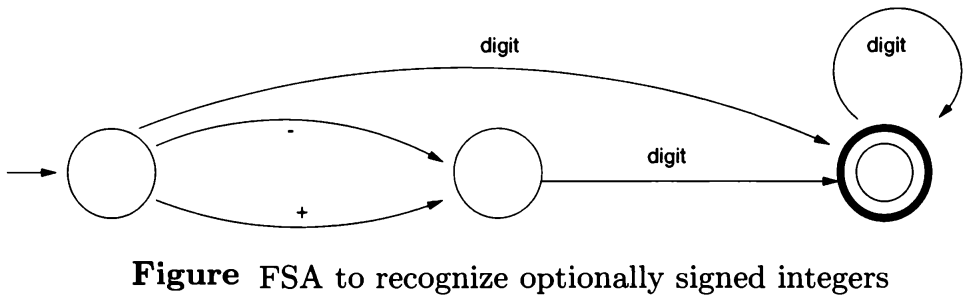 digit
digit
-
digit
+
Figure FSA to recognize optionally signed integers